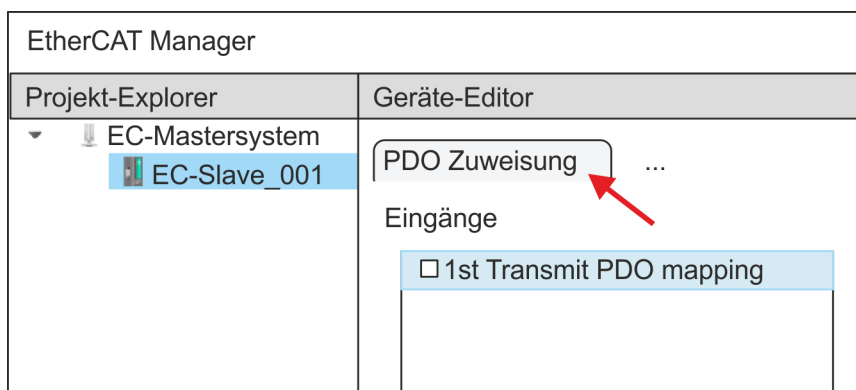 EtherCAT Manager
Projekt-Explorer
Geräte-Editor
EC-Mastersystem
EC-Slave_001
PDO Zuweisung
...
Eingänge
1st Transmit PDO mapping